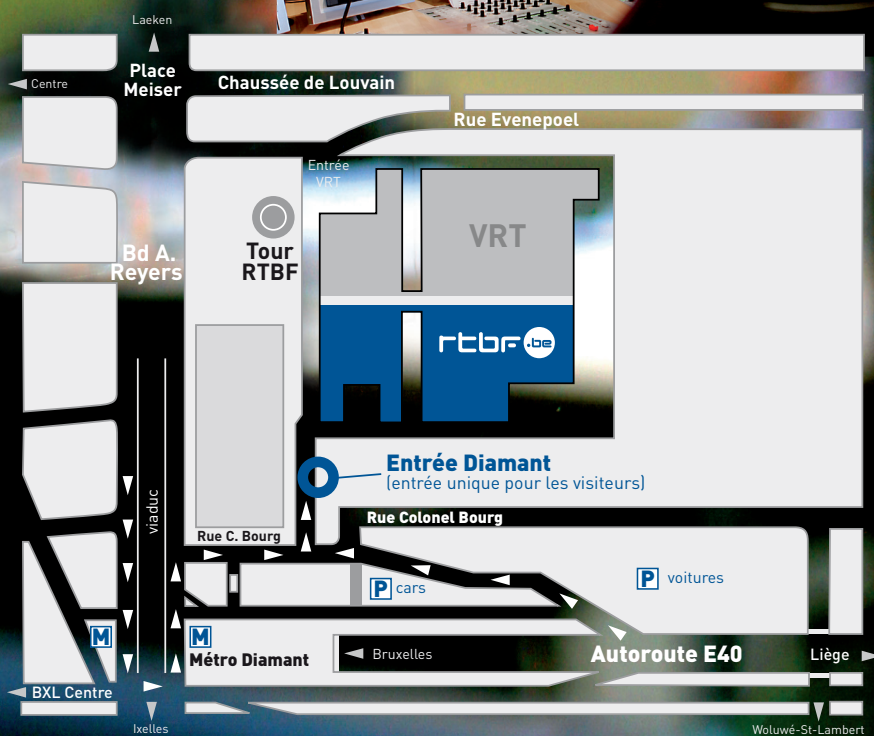 Laeken
Place
Meiser
Centre
Chaussée de Louvain
Rue Evenepoel
Entrée
VRT
VRT
Tour
RTBF
Bd A.
Reyers
rtbf.be
Entrée Diamant
(entrée unique pour les visiteurs)
viaduc
Rue Colonel Bourg
Rue C. Bourg
P voitures
P cars
M
M
Métro Diamant
Bruxelles
Autoroute E40
Liège
BXL Centre
Ixelles
Woluwé-St-Lambert